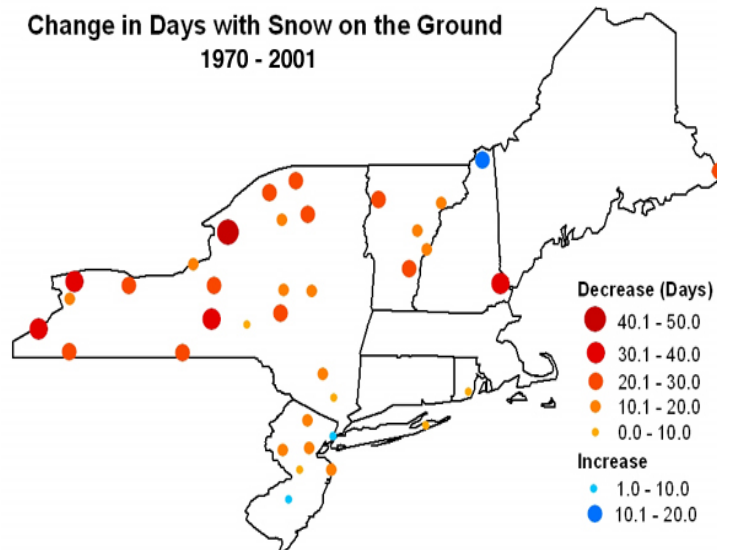 Change in Days with Snow on the Ground
1970 - 2001
Decrease (Days)
40.1 - 50.0
30.1 - 40.0
20.1 - 30.0
10.1 - 20.0
0.0 - 10.0
Increase
1.0 - 10.0
10.1 - 20.0